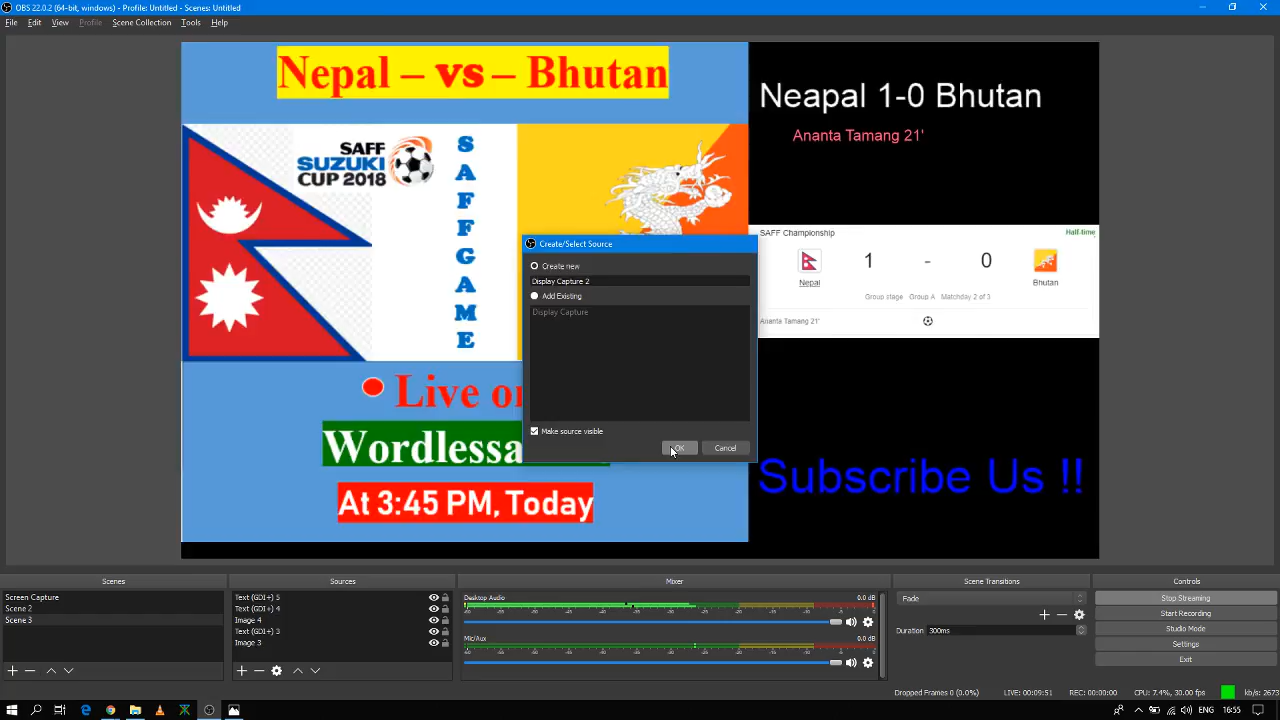 OBS 22.0.2 (64-bit, windows) - Profile: Untitled - Scenes: Untitled
File Edit View Profile Scene Collection Tools Help
Nepal – vs – Bhutan
SAFF
SUZUKI
CUP 2018
S
A
F
F
G
A
M
E
Live on
Wordlessa
At 3:45 PM, Today
Neapal 1-0 Bhutan
Ananta Tamang 21'
SAFF Championship Half-time
1 - 0
Nepal Bhutan
Group stage Group A Matchday 2 of 3
Ananta Tamang 21'
Subscribe Us !!
Create/Select Source
Create new
Display Capture 2
Add Existing
Display Capture
Make source visible
OK Cancel
Scenes
Screen Capture
Scene 2
Scene 3
Sources
Text (GDI+) 5
Text (GDI+) 4
Image 4
Text (GDI+) 3
Image 3
Mixer
Desktop Audio 0.0 dB
Mic/Aux 0.0 dB
Scene Transitions
Fade
Duration 300ms
Controls
Stop Streaming
Start Recording
Studio Mode
Settings
Exit
Dropped Frames 0 (0.0%) LIVE: 00:09:51 REC: 00:00:00 CPU: 7.4%, 30.00 fps kb/s: 2673
ENG 16:55